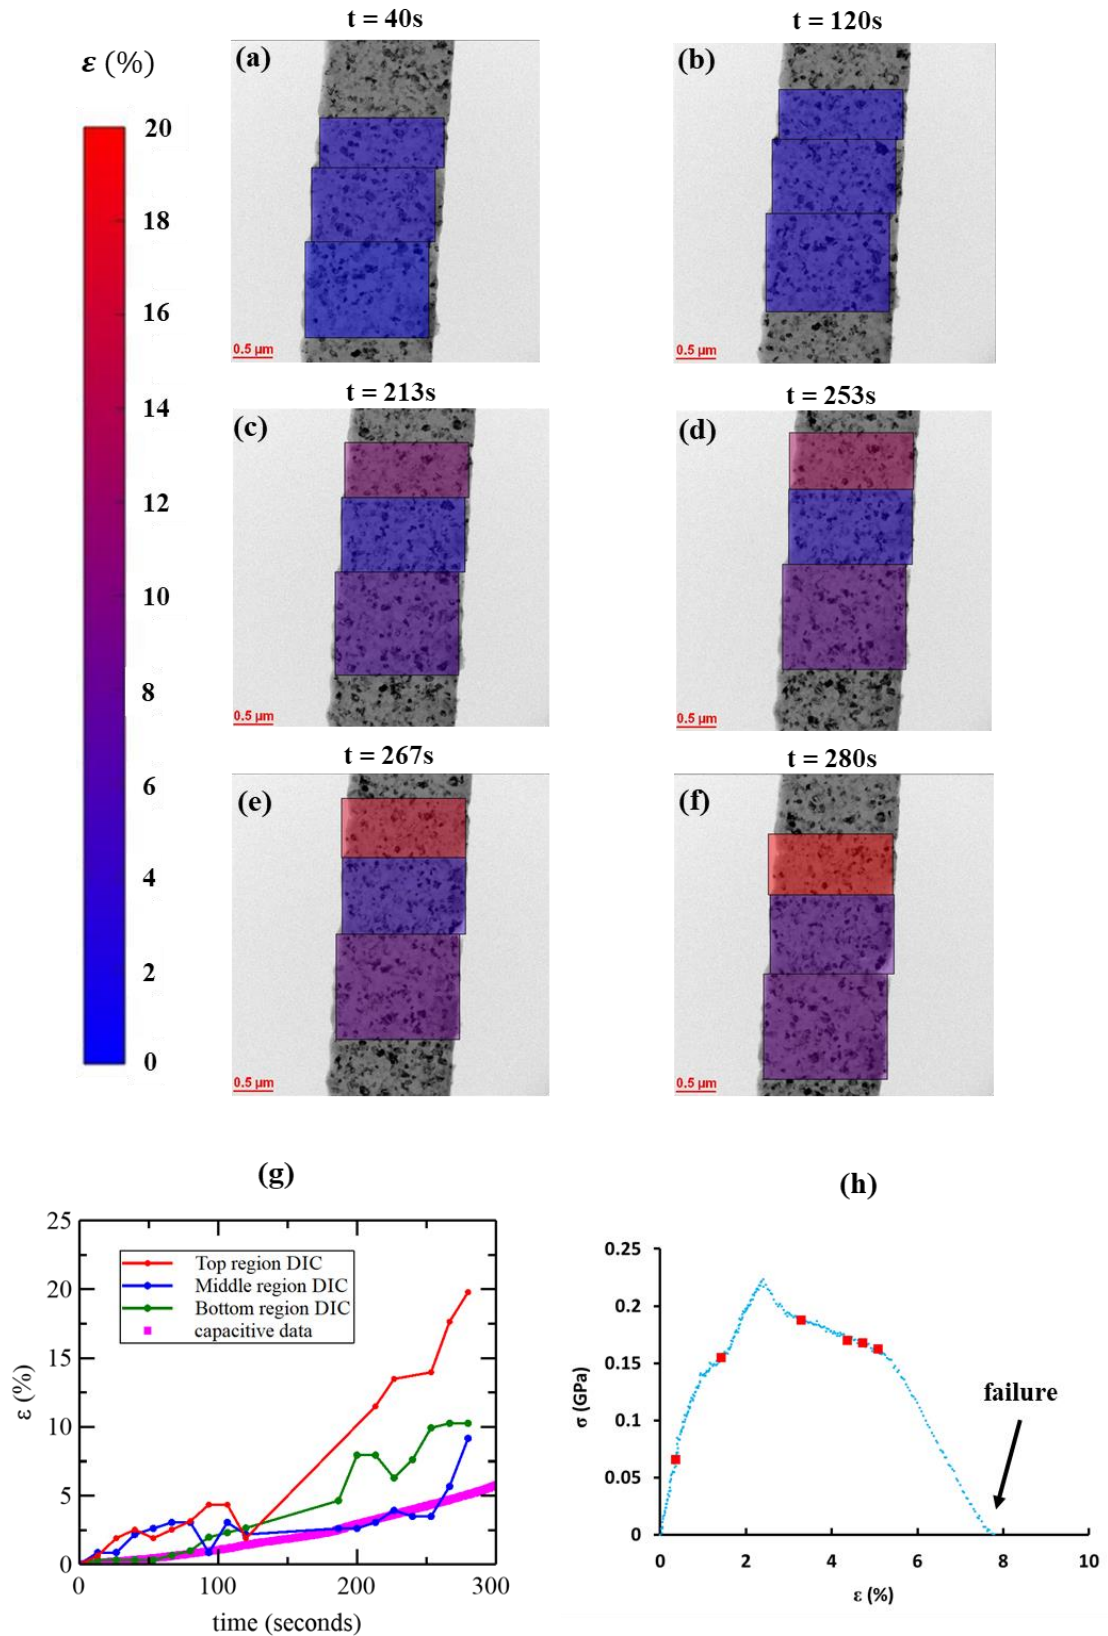 t = 40s
t = 120s
ε (%)
20
18
16
14
12
10
8
6
4
2
0
(a)
0.5 µm
(b)
0.5 µm
t = 213s
t = 253s
(c)
0.5 µm
(d)
0.5 µm
t = 267s
t = 280s
(e)
0.5 µm
(f)
0.5 µm
(g)
25
20
15
10
5
0
ε (%)
Top region DIC
Middle region DIC
Bottom region DIC
capacitive data
0
100
200
300
time (seconds)
(h)
0.25
0.2
0.15
0.1
0.05
0
σ (GPa)
failure
0
2
4
6
8
10
ε (%)